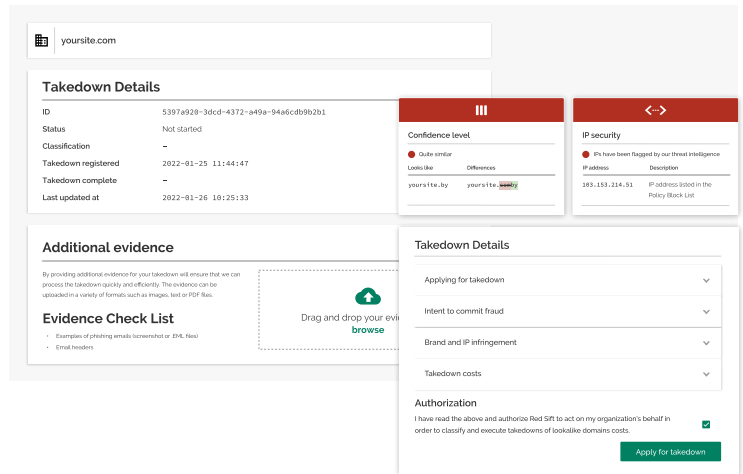 yoursite.com
Takedown Details
ID 5397a920-3dcd-4372-a49a-94a6cdb9b2b1
Status Not started
Classification –
Takedown registered 2022-01-25 11:44:47
Takedown complete –
Last updated at 2022-01-26 10:25:33
Confidence level
Quite similar
Looks like Differences
yoursite.by yoursite.comby
IP security
IPs have been flagged by our threat intelligence
IP address Description
103.153.214.51 IP address listed in the
Policy Block List
Additional evidence
By providing additional evidence for your takedown will ensure that we can
process the takedown quickly and efficiently. The evidence can be
uploaded in a variety of formats such as images, text or PDF files.
Evidence Check List
• Examples of phishing emails (screenshot or .EML files)
• Email headers
Drag and drop your evi
browse
Takedown Details
Applying for takedown
Intent to commit fraud
Brand and IP infringement
Takedown costs
Authorization
I have read the above and authorize Red Sift to act on my organization's behalf in
order to classify and execute takedowns of lookalike domains costs.
Apply for takedown